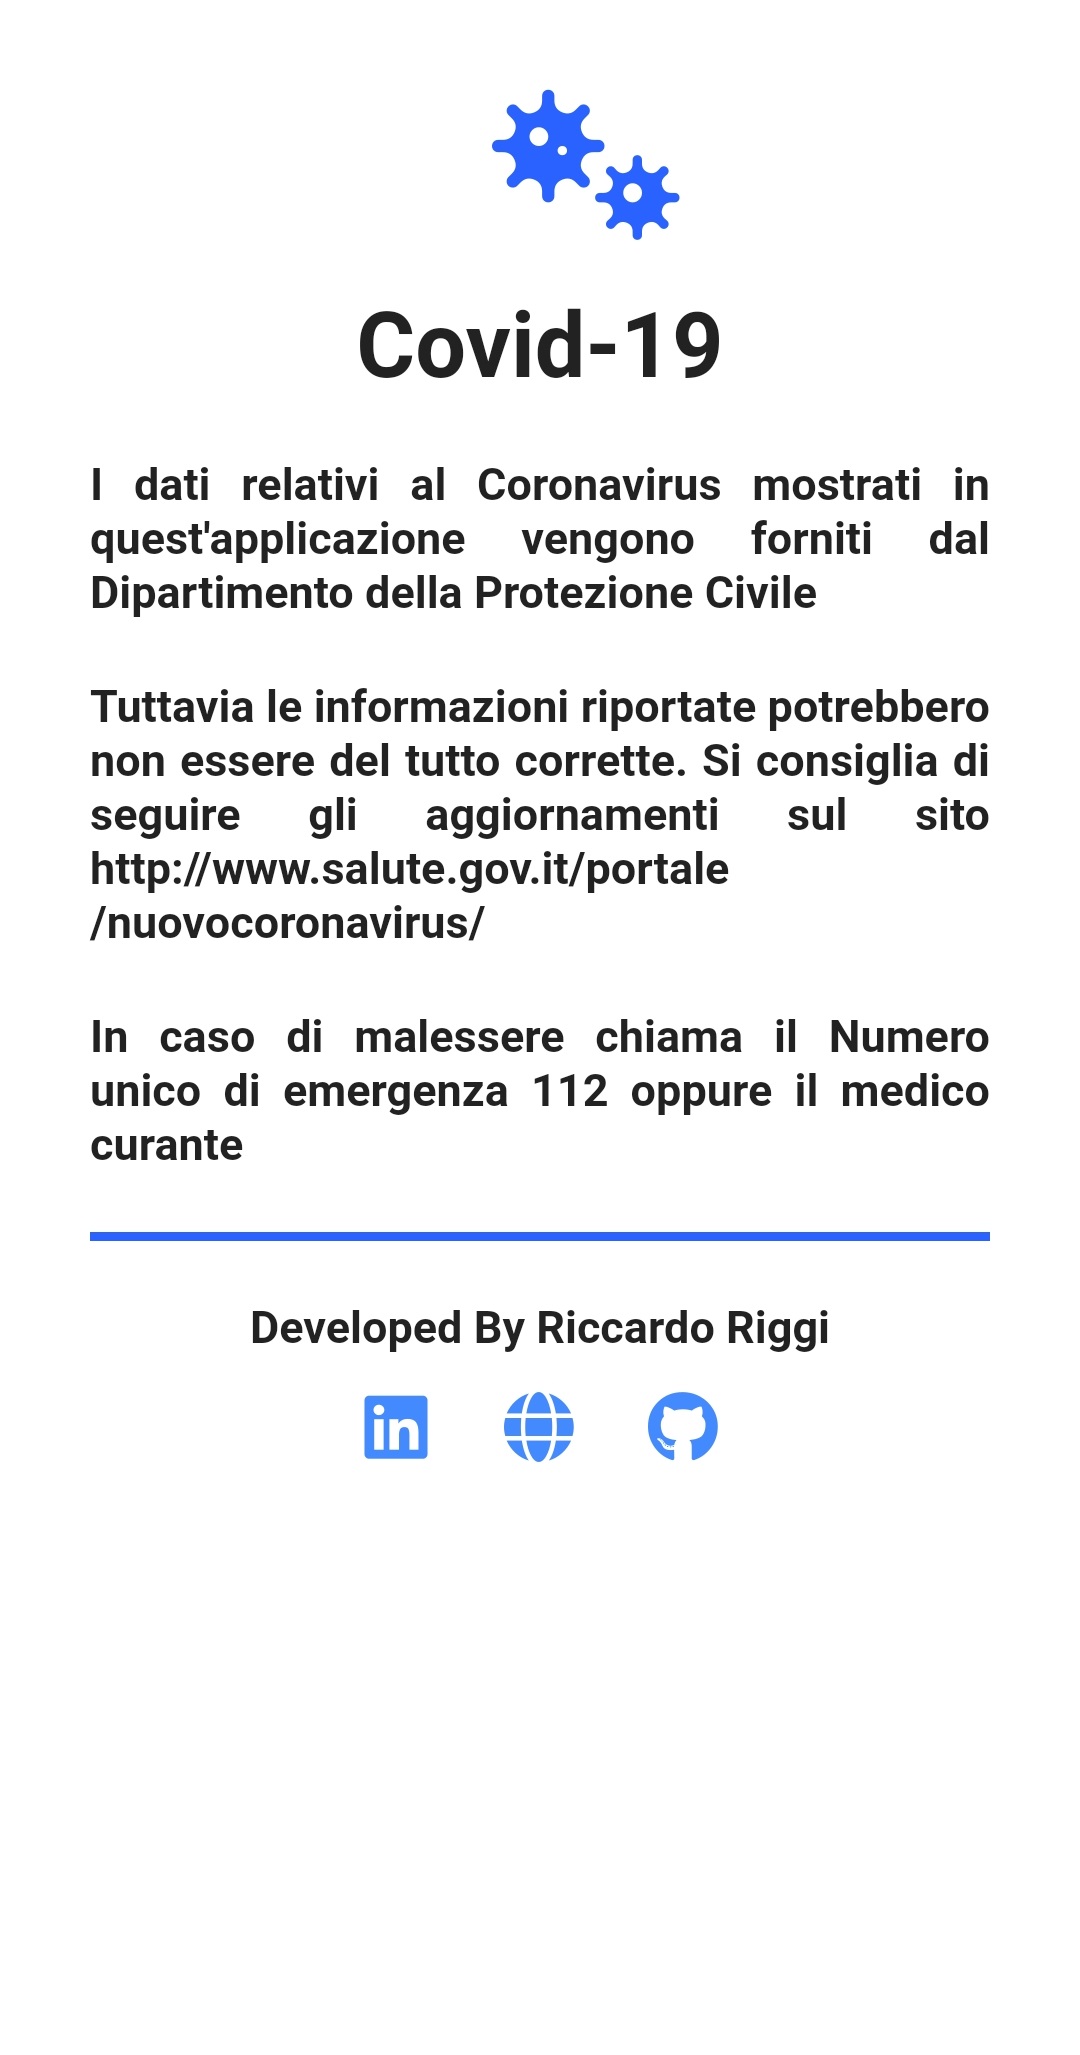 Covid-19
I dati relativi al Coronavirus mostrati in
quest'applicazione vengono forniti dal
Dipartimento della Protezione Civile
Tuttavia le informazioni riportate potrebbero
non essere del tutto corrette. Si consiglia di
seguire gli aggiornamenti sul sito
http://www.salute.gov.it/portale
/nuovocoronavirus/
In caso di malessere chiama il Numero
unico di emergenza 112 oppure il medico
curante
Developed By Riccardo Riggi
in